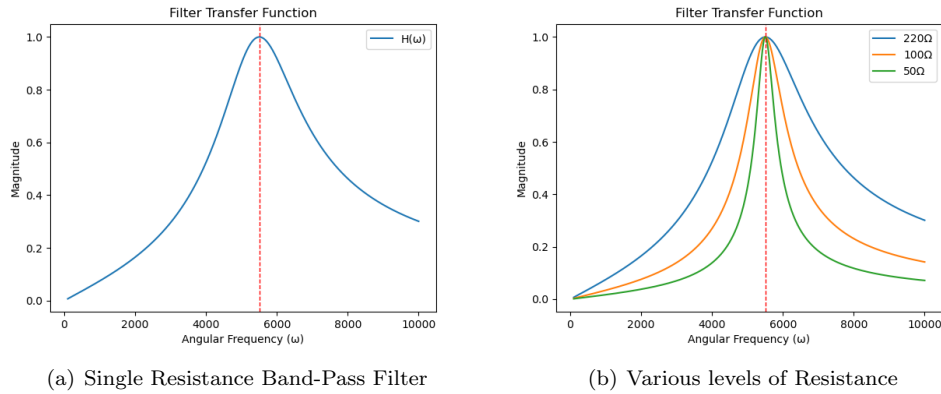 Filter Transfer Function
H(ω)
1.0
0.8
0.6
0.4
0.2
0.0
Magnitude
0
2000
4000
6000
8000
10000
Angular Frequency (ω)
(a) Single Resistance Band-Pass Filter
Filter Transfer Function
220Ω
100Ω
50Ω
1.0
0.8
0.6
0.4
0.2
0.0
Magnitude
0
2000
4000
6000
8000
10000
Angular Frequency (ω)
(b) Various levels of Resistance